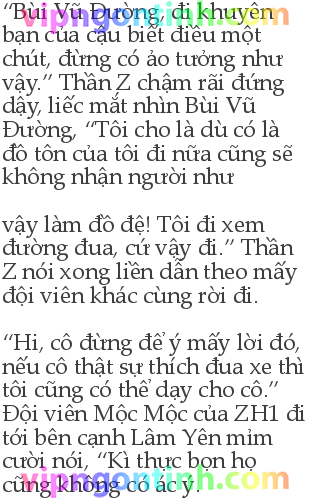 “Bùi Vũ Đường, đi khuyên
vipngontinh.com
bạn của cậu biết điều một
chút, đừng có ảo tưởng như
vậy.” Thần Z chậm rãi đứng
dậy, liếc mắt nhìn Bùi Vũ
Đường, “Tôi cho là dù có là
đồ tôn của tôi đi nữa cũng sẽ
không nhận người như
vậy làm đồ đệ! Tôi đi xem
đường đua, cứ vậy đi.” Thần
Z nói xong liền dẫn theo mấy
đội viên khác cùng rời đi.
“Hi, cô đừng để ý mấy lời đó,
nếu cô thật sự thích đua xe thì
tôi cũng có thể dạy cho cô.”
Đội viên Mộc Mộc của ZH1 đi
tới bên cạnh Lâm Yên mỉm
cười nói, “Kì thực bọn họ
cũng không có ác ý.
vipngontinh.com